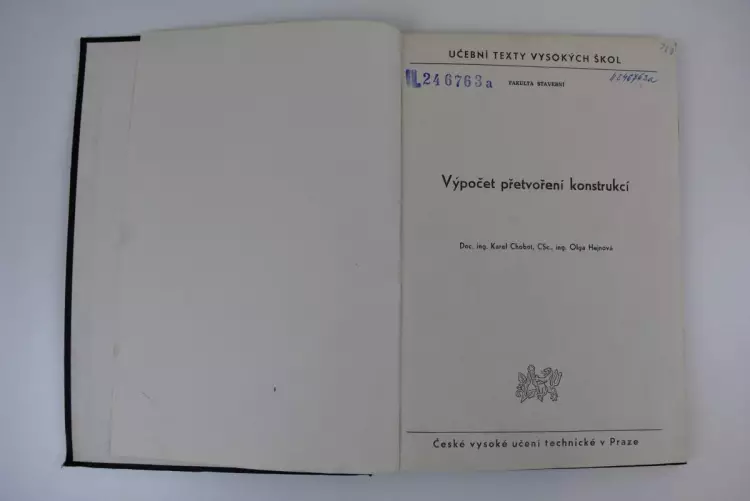 UČEBNÍ TEXTY VYSOKÝCH ŠKOL
246763a
FAKULTA STAVEBNÍ
Výpočet přetvoření konstrukcí
Doc. ing. Karel Chobot, CSc., ing. Olga Hejnová
České vysoké učení technické v Praze